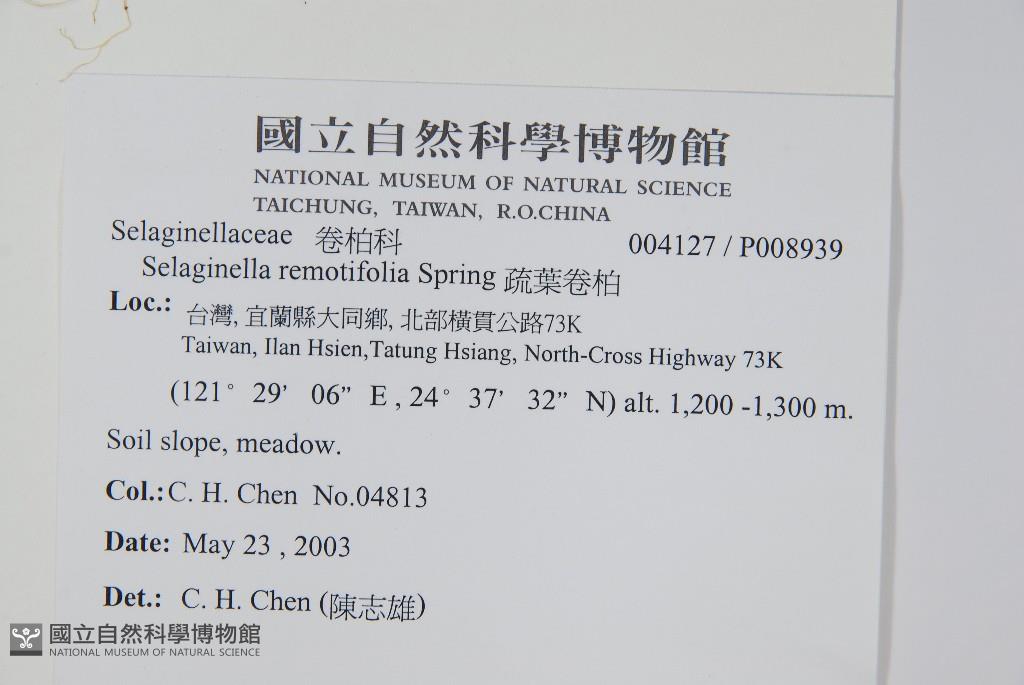 國立自然科學博物館
NATIONAL MUSEUM OF NATURAL SCIENCE
TAICHUNG, TAIWAN, R.O.CHINA
Selaginellaceae 卷柏科 004127 / P008939
Selaginella remotifolia Spring 疏葉卷柏
Loc.: 台灣, 宜蘭縣大同鄉, 北部橫貫公路73K
Taiwan, Ilan Hsien,Tatung Hsiang, North-Cross Highway 73K
(121° 29’ 06” E , 24° 37’ 32” N) alt. 1,200 -1,300 m.
Soil slope, meadow.
Col.: C. H. Chen No.04813
Date: May 23 , 2003
Det.: C. H. Chen (陳志雄)
國立自然科學博物館
NATIONAL MUSEUM OF NATURAL SCIENCE